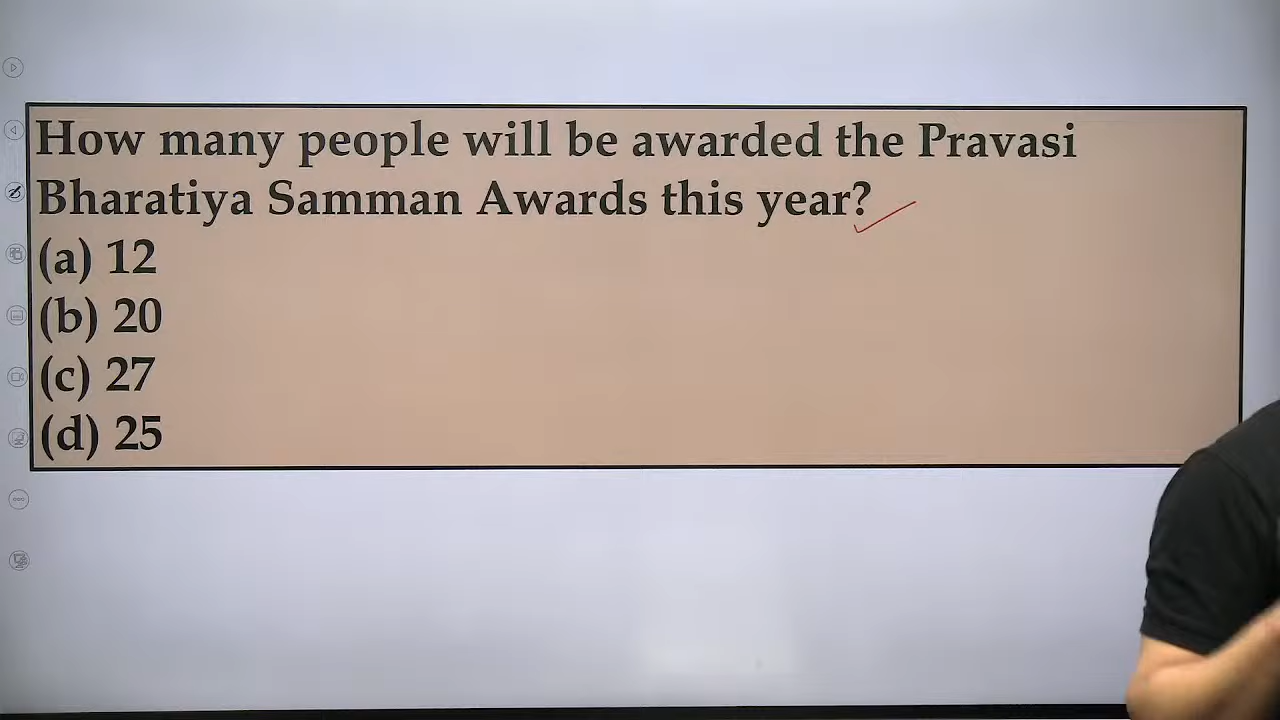 How many people will be awarded the Pravasi
Bharatiya Samman Awards this year?
(a) 12
(b) 20
(c) 27
(d) 25